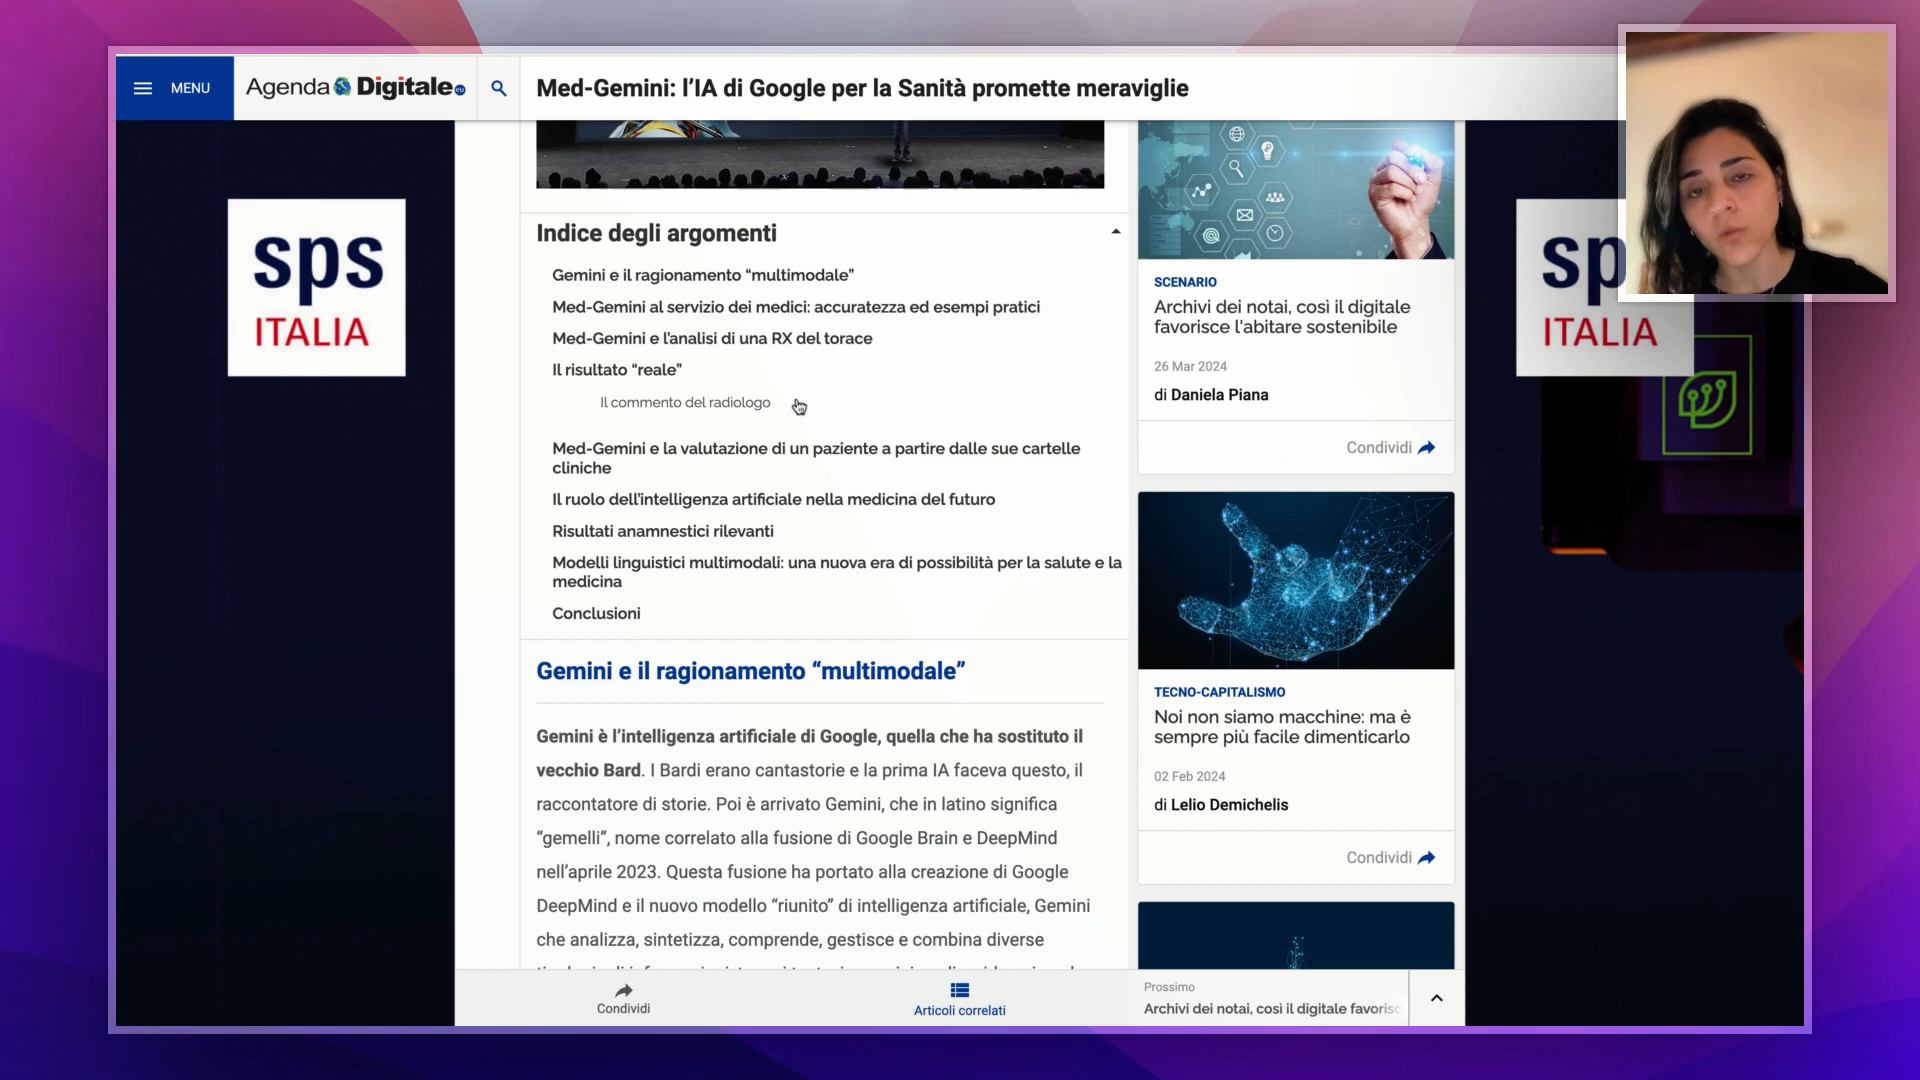 MENU
Agenda Digitale.eu
Med-Gemini: l’IA di Google per la Sanità promette meraviglie
sps
ITALIA
Indice degli argomenti
Gemini e il ragionamento “multimodale”
Med-Gemini al servizio dei medici: accuratezza ed esempi pratici
Med-Gemini e l’analisi di una RX del torace
Il risultato “reale”
Il commento del radiologo
Med-Gemini e la valutazione di un paziente a partire dalle sue cartelle
cliniche
Il ruolo dell’intelligenza artificiale nella medicina del futuro
Risultati anamnestici rilevanti
Modelli linguistici multimodali: una nuova era di possibilità per la salute e la
medicina
Conclusioni
Gemini e il ragionamento “multimodale”
Gemini è l’intelligenza artificiale di Google, quella che ha sostituto il
vecchio Bard. I Bardi erano cantastorie e la prima IA faceva questo, il
raccontatore di storie. Poi è arrivato Gemini, che in latino significa
“gemelli”, nome correlato alla fusione di Google Brain e DeepMind
nell’aprile 2023. Questa fusione ha portato alla creazione di Google
DeepMind e il nuovo modello “riunito” di intelligenza artificiale, Gemini
che analizza, sintetizza, comprende, gestisce e combina diverse
SCENARIO
Archivi dei notai, così il digitale
favorisce l'abitare sostenibile
26 Mar 2024
di Daniela Piana
Condividi
TECNO-CAPITALISMO
Noi non siamo macchine: ma è
sempre più facile dimenticarlo
02 Feb 2024
di Lelio Demichelis
Condividi
sp
ITALIA
Condividi
Articoli correlati
Prossimo
Archivi dei notai, così il digitale favorisc